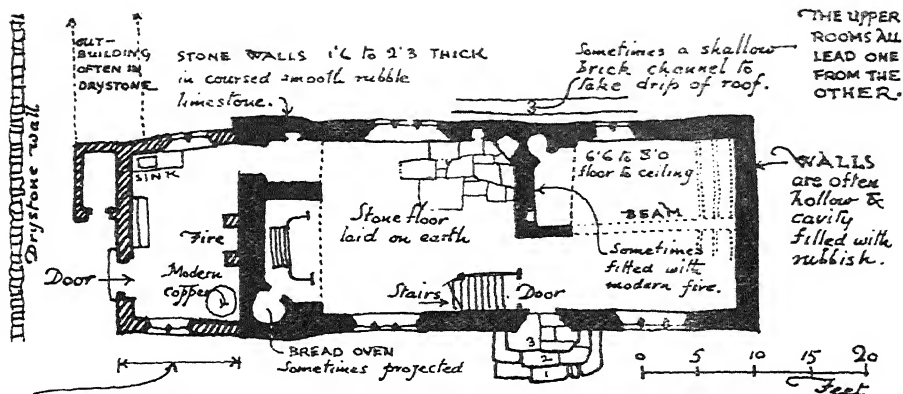 OUT-
BUILDING
OFTEN IN
DRYSTONE
STONE WALLS 1'6 to 2'3 THICK
in coursed smooth rubble
limestone.
Sometimes a shallow
brick channel to
take drip of roof.
THE UPPER
ROOMS ALL
LEAD ONE
FROM THE
OTHER.
Drystone wall
SINK
3
6'6 to 8'0
floor to ceiling
WALLS
are often
hollow &
cavity
filled with
rubbish.
BEAM
Stone floor
laid on earth
Fire
Sometimes
fitted with
modern fire.
Door
Modern
copper
Stairs
Door
BREAD OVEN
Sometimes projected
3
2
1
0 5 10 15 20
Feet